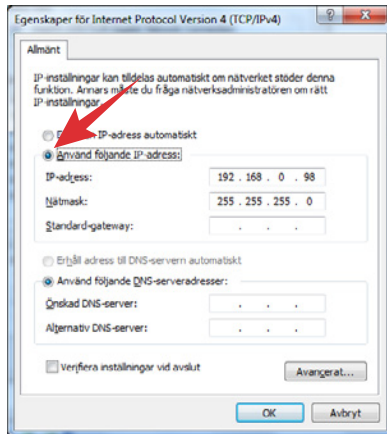 Egenskaper för Internet Protocol Version 4 (TCP/IPv4)
Allmänt
IP-inställningar kan tilldelas automatiskt om nätverket stöder denna
funktion. Annars måste du fråga nätverksadministratören om rätt
IP-inställningar.
IP-adress automatiskt
Använd följande IP-adress:
IP-adress: 192 . 168 . 0 . 98
Nätmask: 255 . 255 . 255 . 0
Standard-gateway: . . .
Erhåll adress till DNS-servern automatiskt
Använd följande DNS-serveradresser:
Önskad DNS-server: . . .
Alternativ DNS-server: . . .
Verifiera inställningar vid avslut
Avancerat...
OK Avbryt